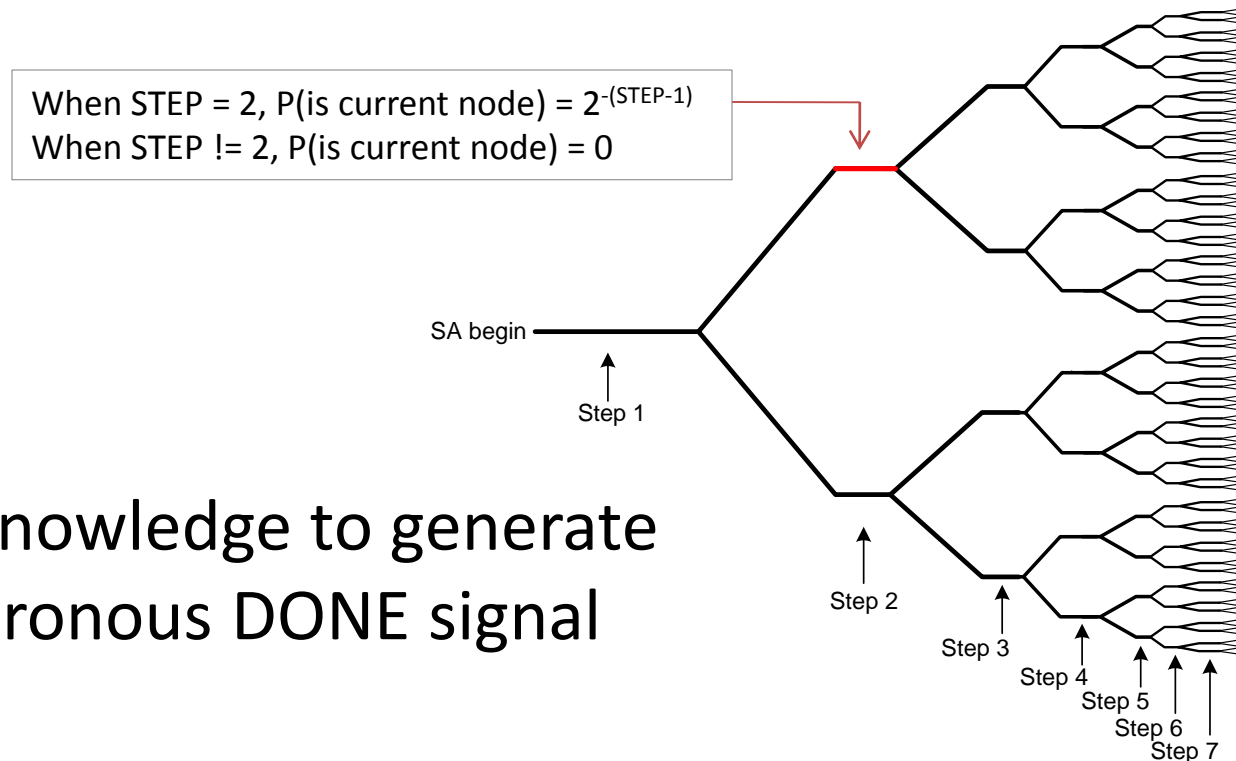 When STEP = 2, P(is current node) = 2^-(STEP-1)
When STEP != 2, P(is current node) = 0
SA begin
Step 1
nowledge to generate
ronous DONE signal
Step 2
Step 3
Step 4
Step 5
Step 6
Step 7